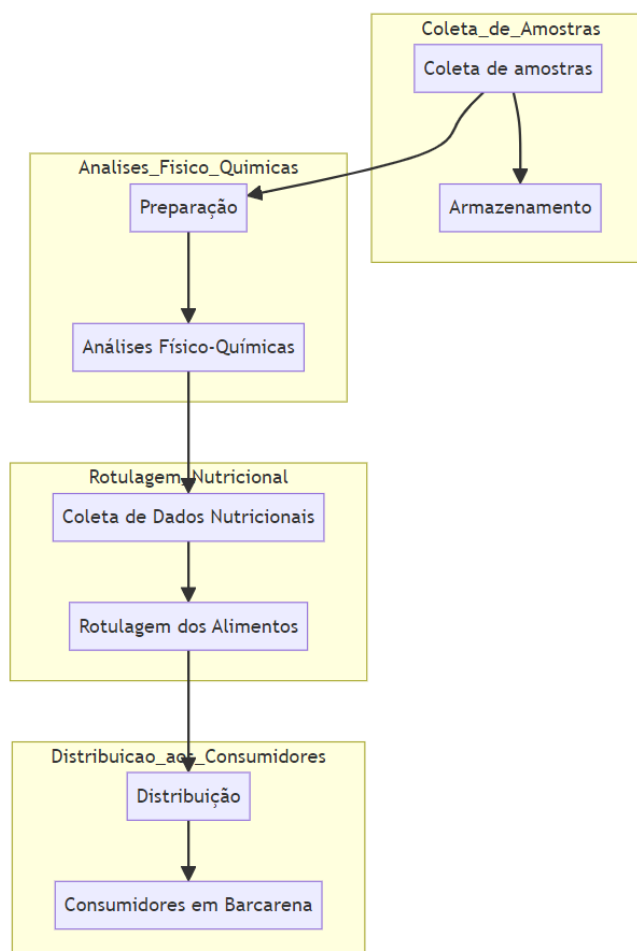 Coleta_de_Amostras
Coleta de amostras
Armazenamento
Analises_Fisico_Quimicas
Preparação
Análises Físico-Químicas
Rotulagem_Nutricional
Coleta de Dados Nutricionais
Rotulagem dos Alimentos
Distribuicao_aos_Consumidores
Distribuição
Consumidores em Barcarena